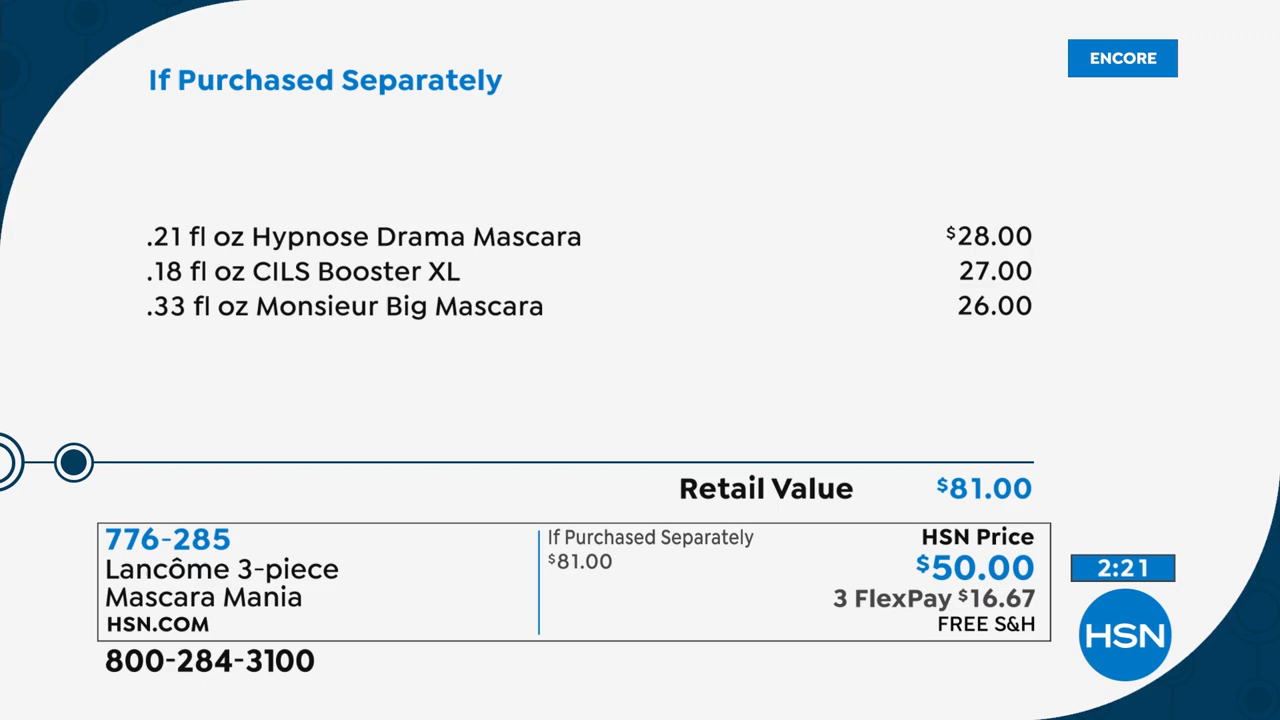 If Purchased Separately
ENCORE
.21 fl oz Hypnose Drama Mascara $28.00
.18 fl oz CILS Booster XL 27.00
.33 fl oz Monsieur Big Mascara 26.00
Retail Value $81.00
776-285
Lancôme 3-piece
Mascara Mania
HSN.COM
If Purchased Separately
$81.00
HSN Price
$50.00
3 FlexPay $16.67
FREE S&H
2:21
HSN
800-284-3100